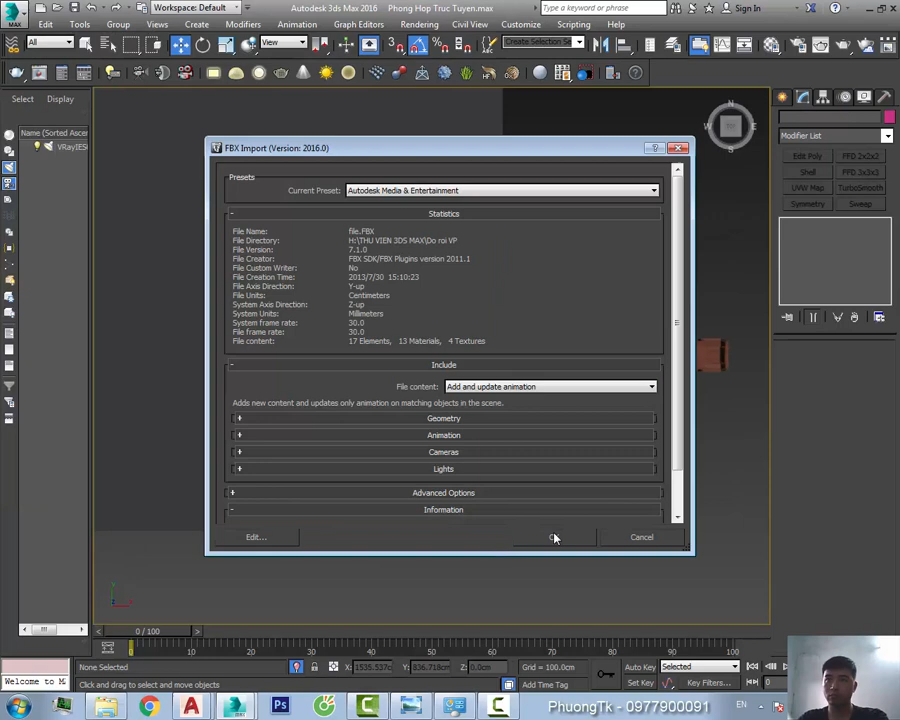 Workspace: Default
Autodesk 3ds Max 2016
Phong Hop Truc Tuyen.max
Type a keyword or phrase
Sign In
MAX
Edit
Tools
Group
Views
Create
Modifiers
Animation
Graph Editors
Rendering
Civil View
Customize
Scripting
Help
All
View
Create Selection Se
Select
Display
Name (Sorted Ascen
VRayIES
FBX Import (Version: 2016.0)
Presets
Current Preset:
Autodesk Media & Entertainment
Statistics
File Name: file.FBX
File Directory: H:\THU VIEN 3DS MAX\Do roi VP
File Version: 7.1.0
File Creator: FBX SDK/FBX Plugins version 2011.1
File Custom Writer: No
File Creation Time: 2013/7/30 15:10:23
File Axis Direction: Y-up
File Units: Centimeters
System Axis Direction: Z-up
System Units: Millimeters
System frame rate: 30.0
File frame rate: 30.0
File content: 17 Elements, 13 Materials, 4 Textures
Include
File content: Add and update animation
Adds new content and updates only animation on matching objects in the scene.
Geometry
Animation
Cameras
Lights
Advanced Options
Information
Edit...
Cancel
N
W
E
S
Modifier List
Edit Poly
FFD 2x2x2
Shell
FFD 3x3x3
UVW Map
TurboSmooth
Symmetry
Sweep
0 / 100
0 10 20 30 40 50 60 70 80 90 100
None Selected
X: 1535.537c
Y: 836.718cm
Z: 0.0cm
Grid = 100.0cm
Auto Key
Selected
Welcome to M
Click and drag to select and move objects
Add Time Tag
Set Key
Key Filters...
0
PhuongTk - 0977900091